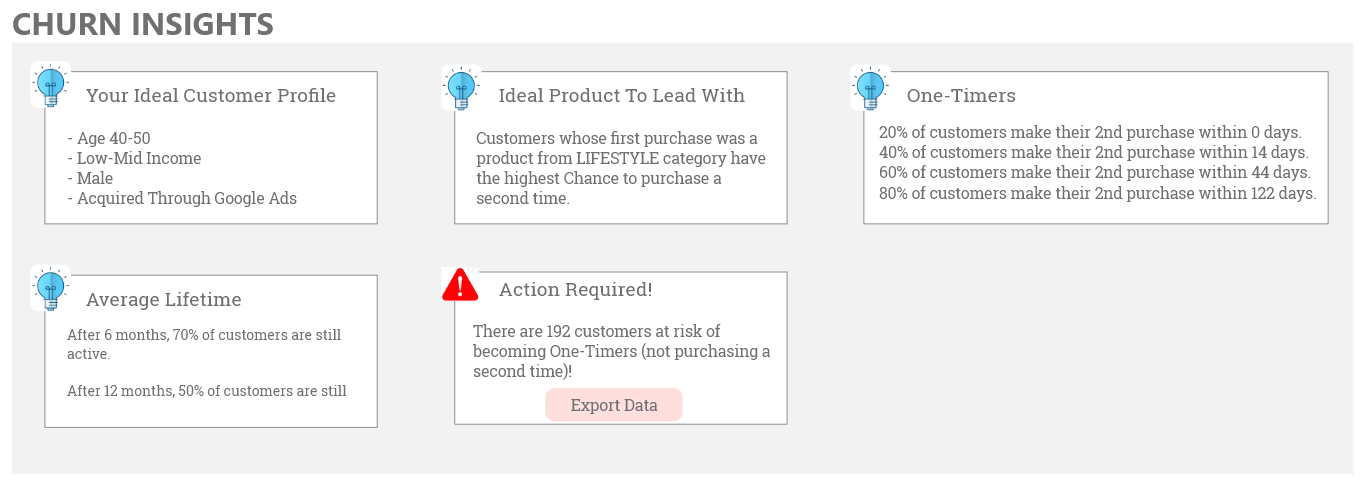 CHURN INSIGHTS
Your Ideal Customer Profile
- Age 40-50
- Low-Mid Income
- Male
- Acquired Through Google Ads
Ideal Product To Lead With
Customers whose first purchase was a
product from LIFESTYLE category have
the highest Chance to purchase a
second time.
One-Timers
20% of customers make their 2nd purchase within 0 days.
40% of customers make their 2nd purchase within 14 days.
60% of customers make their 2nd purchase within 44 days.
80% of customers make their 2nd purchase within 122 days.
Average Lifetime
After 6 months, 70% of customers are still
active.
After 12 months, 50% of customers are still
Action Required!
There are 192 customers at risk of
becoming One-Timers (not purchasing a
second time)!
Export Data